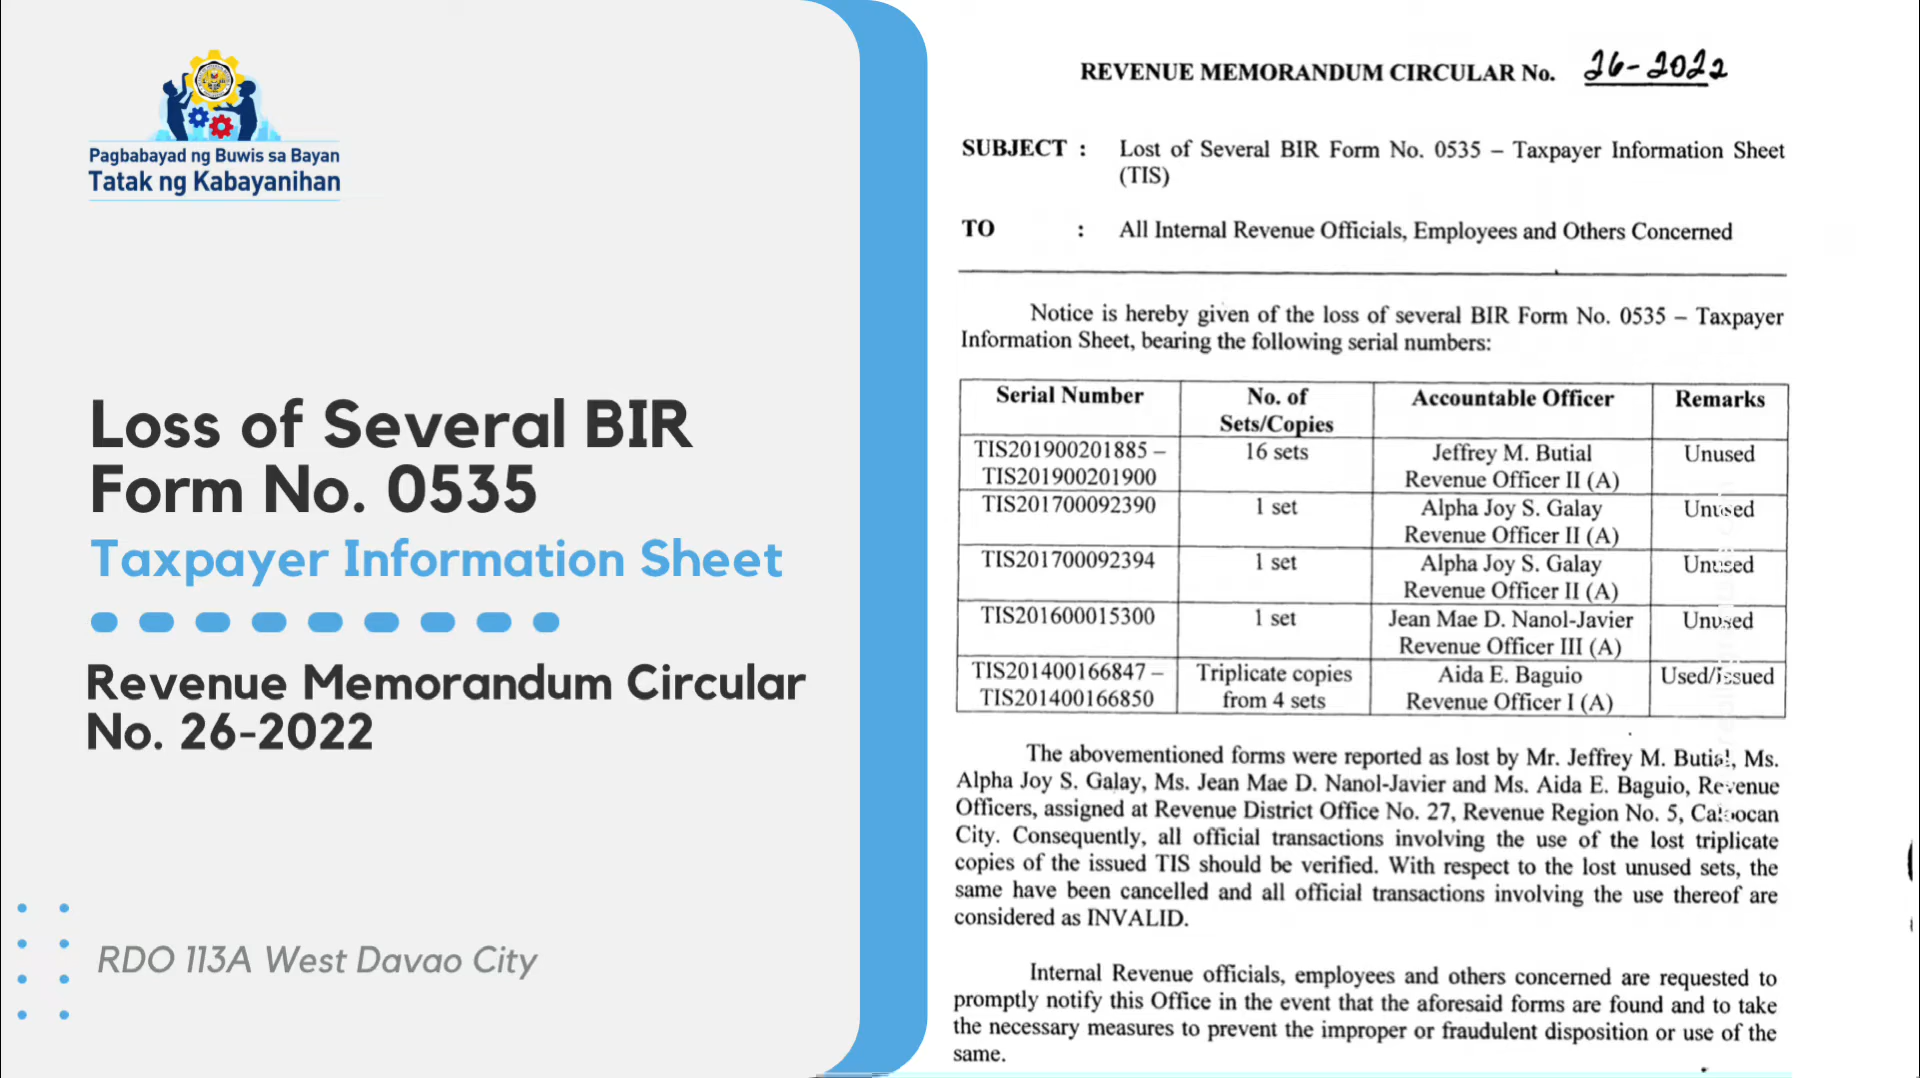 Pagbabayad ng Buwis sa Bayan
Tatak ng Kabayanihan
Loss of Several BIR
Form No. 0535
Taxpayer Information Sheet
Revenue Memorandum Circular
No. 26-2022
RDO 113A West Davao City
REVENUE MEMORANDUM CIRCULAR No. 26-2022
SUBJECT : Lost of Several BIR Form No. 0535 – Taxpayer Information Sheet
(TIS)
TO : All Internal Revenue Officials, Employees and Others Concerned
Notice is hereby given of the loss of several BIR Form No. 0535 – Taxpayer
Information Sheet, bearing the following serial numbers:
Serial Number No. of Accountable Officer Remarks
Sets/Copies
TIS201900201885 – 16 sets Jeffrey M. Butial Unused
TIS201900201900 Revenue Officer II (A)
TIS201700092390 1 set Alpha Joy S. Galay Unused
Revenue Officer II (A)
TIS201700092394 1 set Alpha Joy S. Galay Unused
Revenue Officer II (A)
TIS201600015300 1 set Jean Mae D. Nanol-Javier Unused
Revenue Officer III (A)
TIS201400166847 – Triplicate copies Aida E. Baguio Used/issued
TIS201400166850 from 4 sets Revenue Officer I (A)
The abovementioned forms were reported as lost by Mr. Jeffrey M. Butial, Ms.
Alpha Joy S. Galay, Ms. Jean Mae D. Nanol-Javier and Ms. Aida E. Baguio, Revenue
Officers, assigned at Revenue District Office No. 27, Revenue Region No. 5, Caloocan
City. Consequently, all official transactions involving the use of the lost triplicate
copies of the issued TIS should be verified. With respect to the lost unused sets, the
same have been cancelled and all official transactions involving the use thereof are
considered as INVALID.
Internal Revenue officials, employees and others concerned are requested to
promptly notify this Office in the event that the aforesaid forms are found and to take
the necessary measures to prevent the improper or fraudulent disposition or use of the
same.